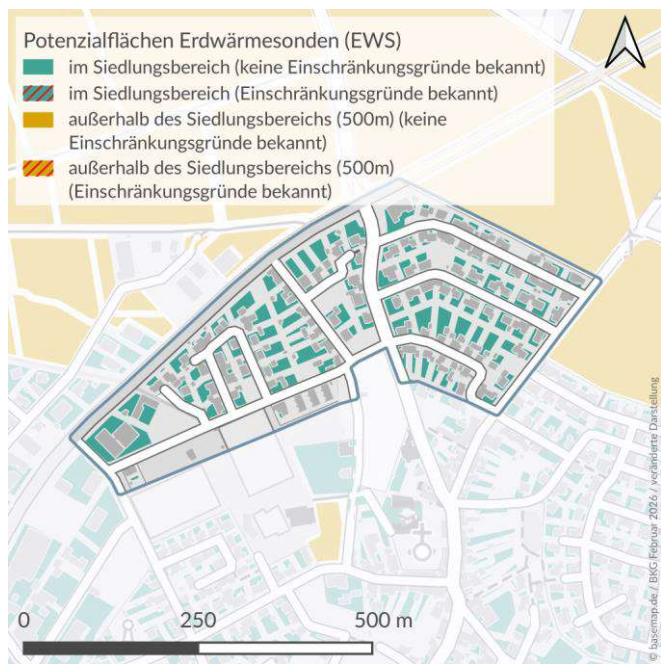 Potenzialflächen Erdwärmesonden (EWS)
im Siedlungsbereich (keine Einschränkungsgründe bekannt)
im Siedlungsbereich (Einschränkungsgründe bekannt)
außerhalb des Siedlungsbereichs (500m) (keine
Einschränkungsgründe bekannt)
außerhalb des Siedlungsbereichs (500m)
(Einschränkungsgründe bekannt)
0 250 500 m
© basemap.de / BKG Februar 2026 / veränderte Darstellung